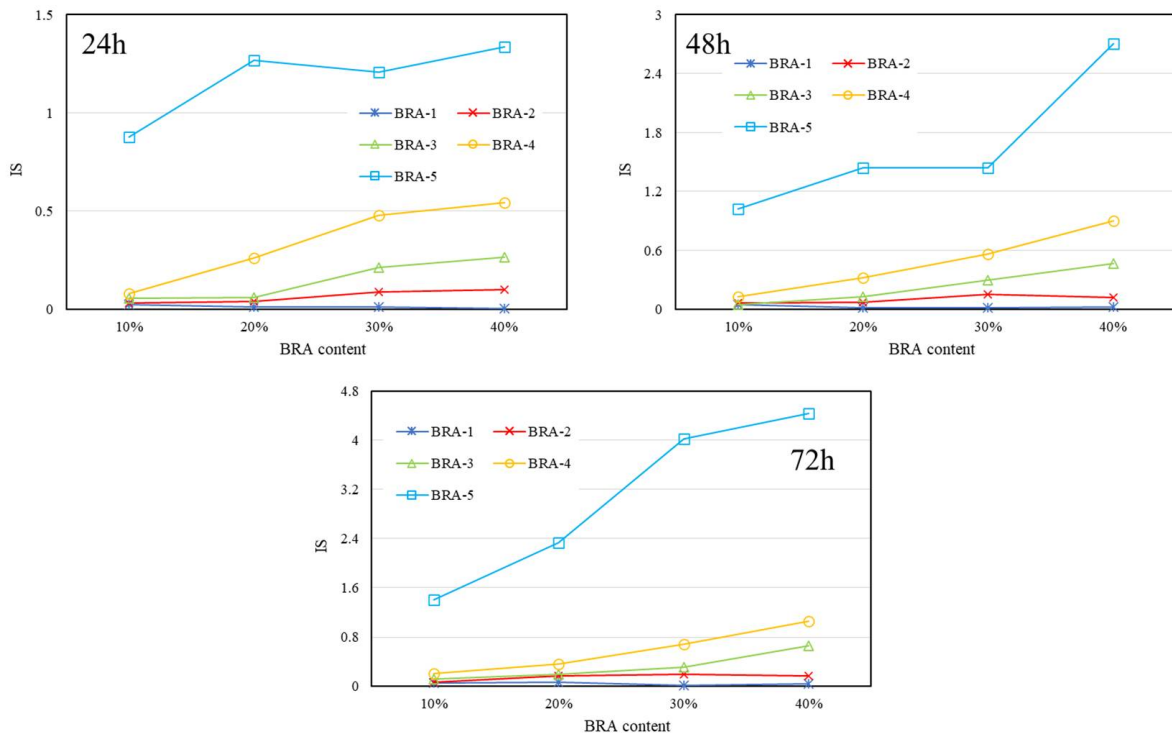 24h
1.5
1
0.5
0
IS
BRA-1 BRA-2
BRA-3 BRA-4
BRA-5
10% 20% 30% 40%
BRA content
48h
3
2.4
1.8
1.2
0.6
0
IS
BRA-1 BRA-2
BRA-3 BRA-4
BRA-5
10% 20% 30% 40%
BRA content
72h
4.8
4
3.2
2.4
1.6
0.8
0
IS
BRA-1 BRA-2
BRA-3 BRA-4
BRA-5
10% 20% 30% 40%
BRA content